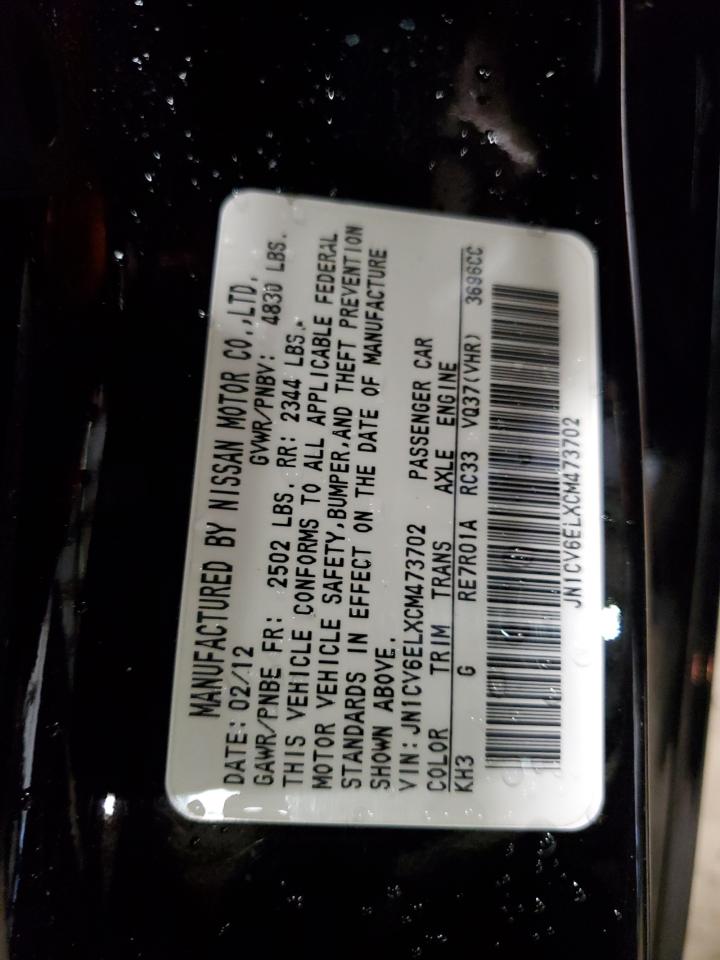 MANUFACTURED BY NISSAN MOTOR CO.,LTD.
DATE: 02/12 GVWR/PNBV: 4830 LBS.
GAWR/PNBE FR: 2502 LBS. RR: 2344 LBS.
THIS VEHICLE CONFORMS TO ALL APPLICABLE FEDERAL
MOTOR VEHICLE SAFETY,BUMPER,AND THEFT PREVENTION
STANDARDS IN EFFECT ON THE DATE OF MANUFACTURE
SHOWN ABOVE.
VIN: JN1CV6ELXCM473702 PASSENGER CAR
COLOR TRIM TRANS AXLE ENGINE
KH3 G RE7R01A RC33 VQ37(VHR) 3696CC
JN1CV6ELXCM473702